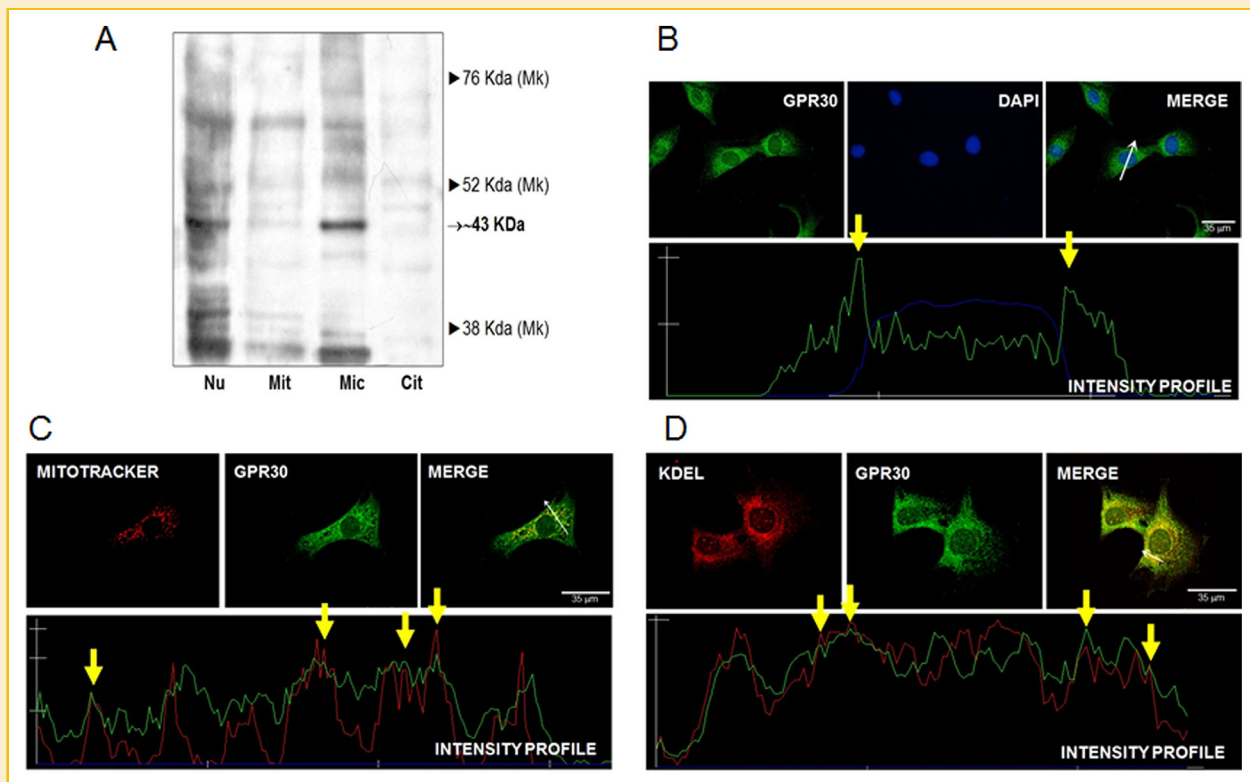 A
76 Kda (Mk)
52 Kda (Mk)
~43 KDa
38 Kda (Mk)
Nu Mit Mic Cit
B
GPR30 DAPI MERGE
35 µm
INTENSITY PROFILE
C
MITOTRACKER GPR30 MERGE
35 µm
INTENSITY PROFILE
D
KDEL GPR30 MERGE
35 µm
INTENSITY PROFILE